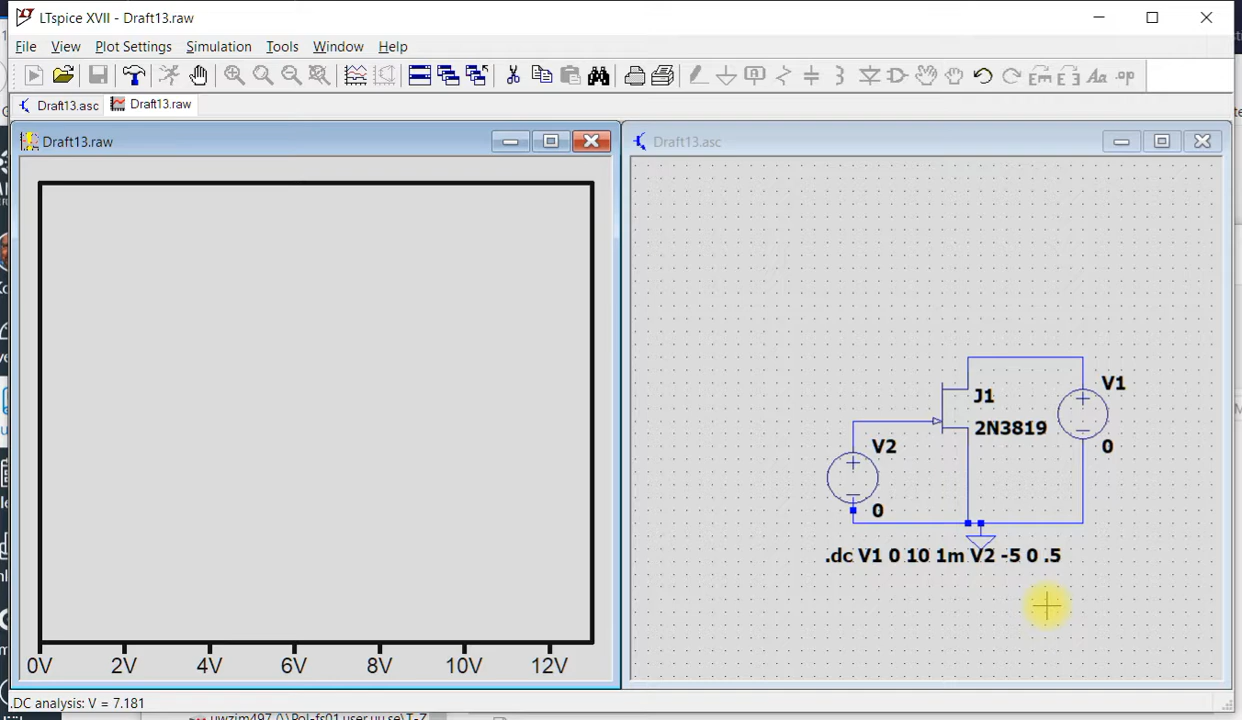 LTspice XVII - Draft13.raw
File View Plot Settings Simulation Tools Window Help
Draft13.asc Draft13.raw
Draft13.raw
Draft13.asc
V1
J1
2N3819
V2
0
0
.dc V1 0 10 1m V2 -5 0 .5
0V 2V 4V 6V 8V 10V 12V
.DC analysis: V = 7.181